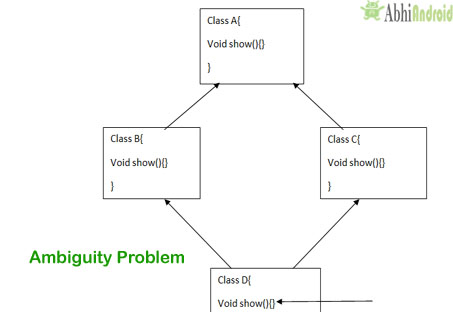 AbhiAndroid
Class A{
Void show(){}
}
Class B{
Void show(){}
}
Class C{
Void show(){}
}
Ambiguity Problem
Class D{
Void show(){}